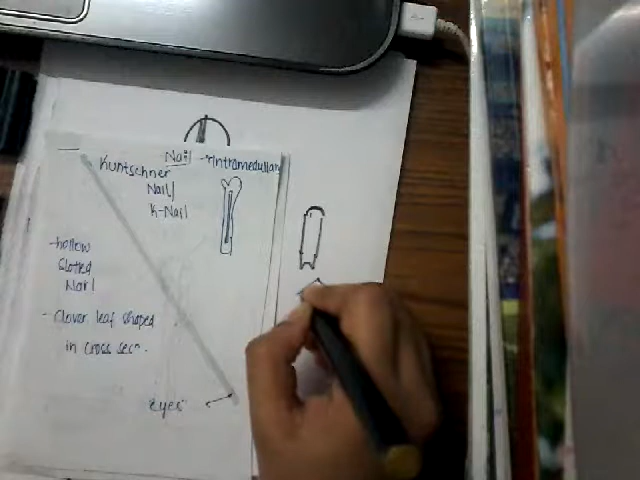 Nail → Intramedullary
Kuntschner
Nail/
K-Nail
- hollow
Slotted
Nail
- Clover leaf shaped
in cross secⁿ.
Eyes